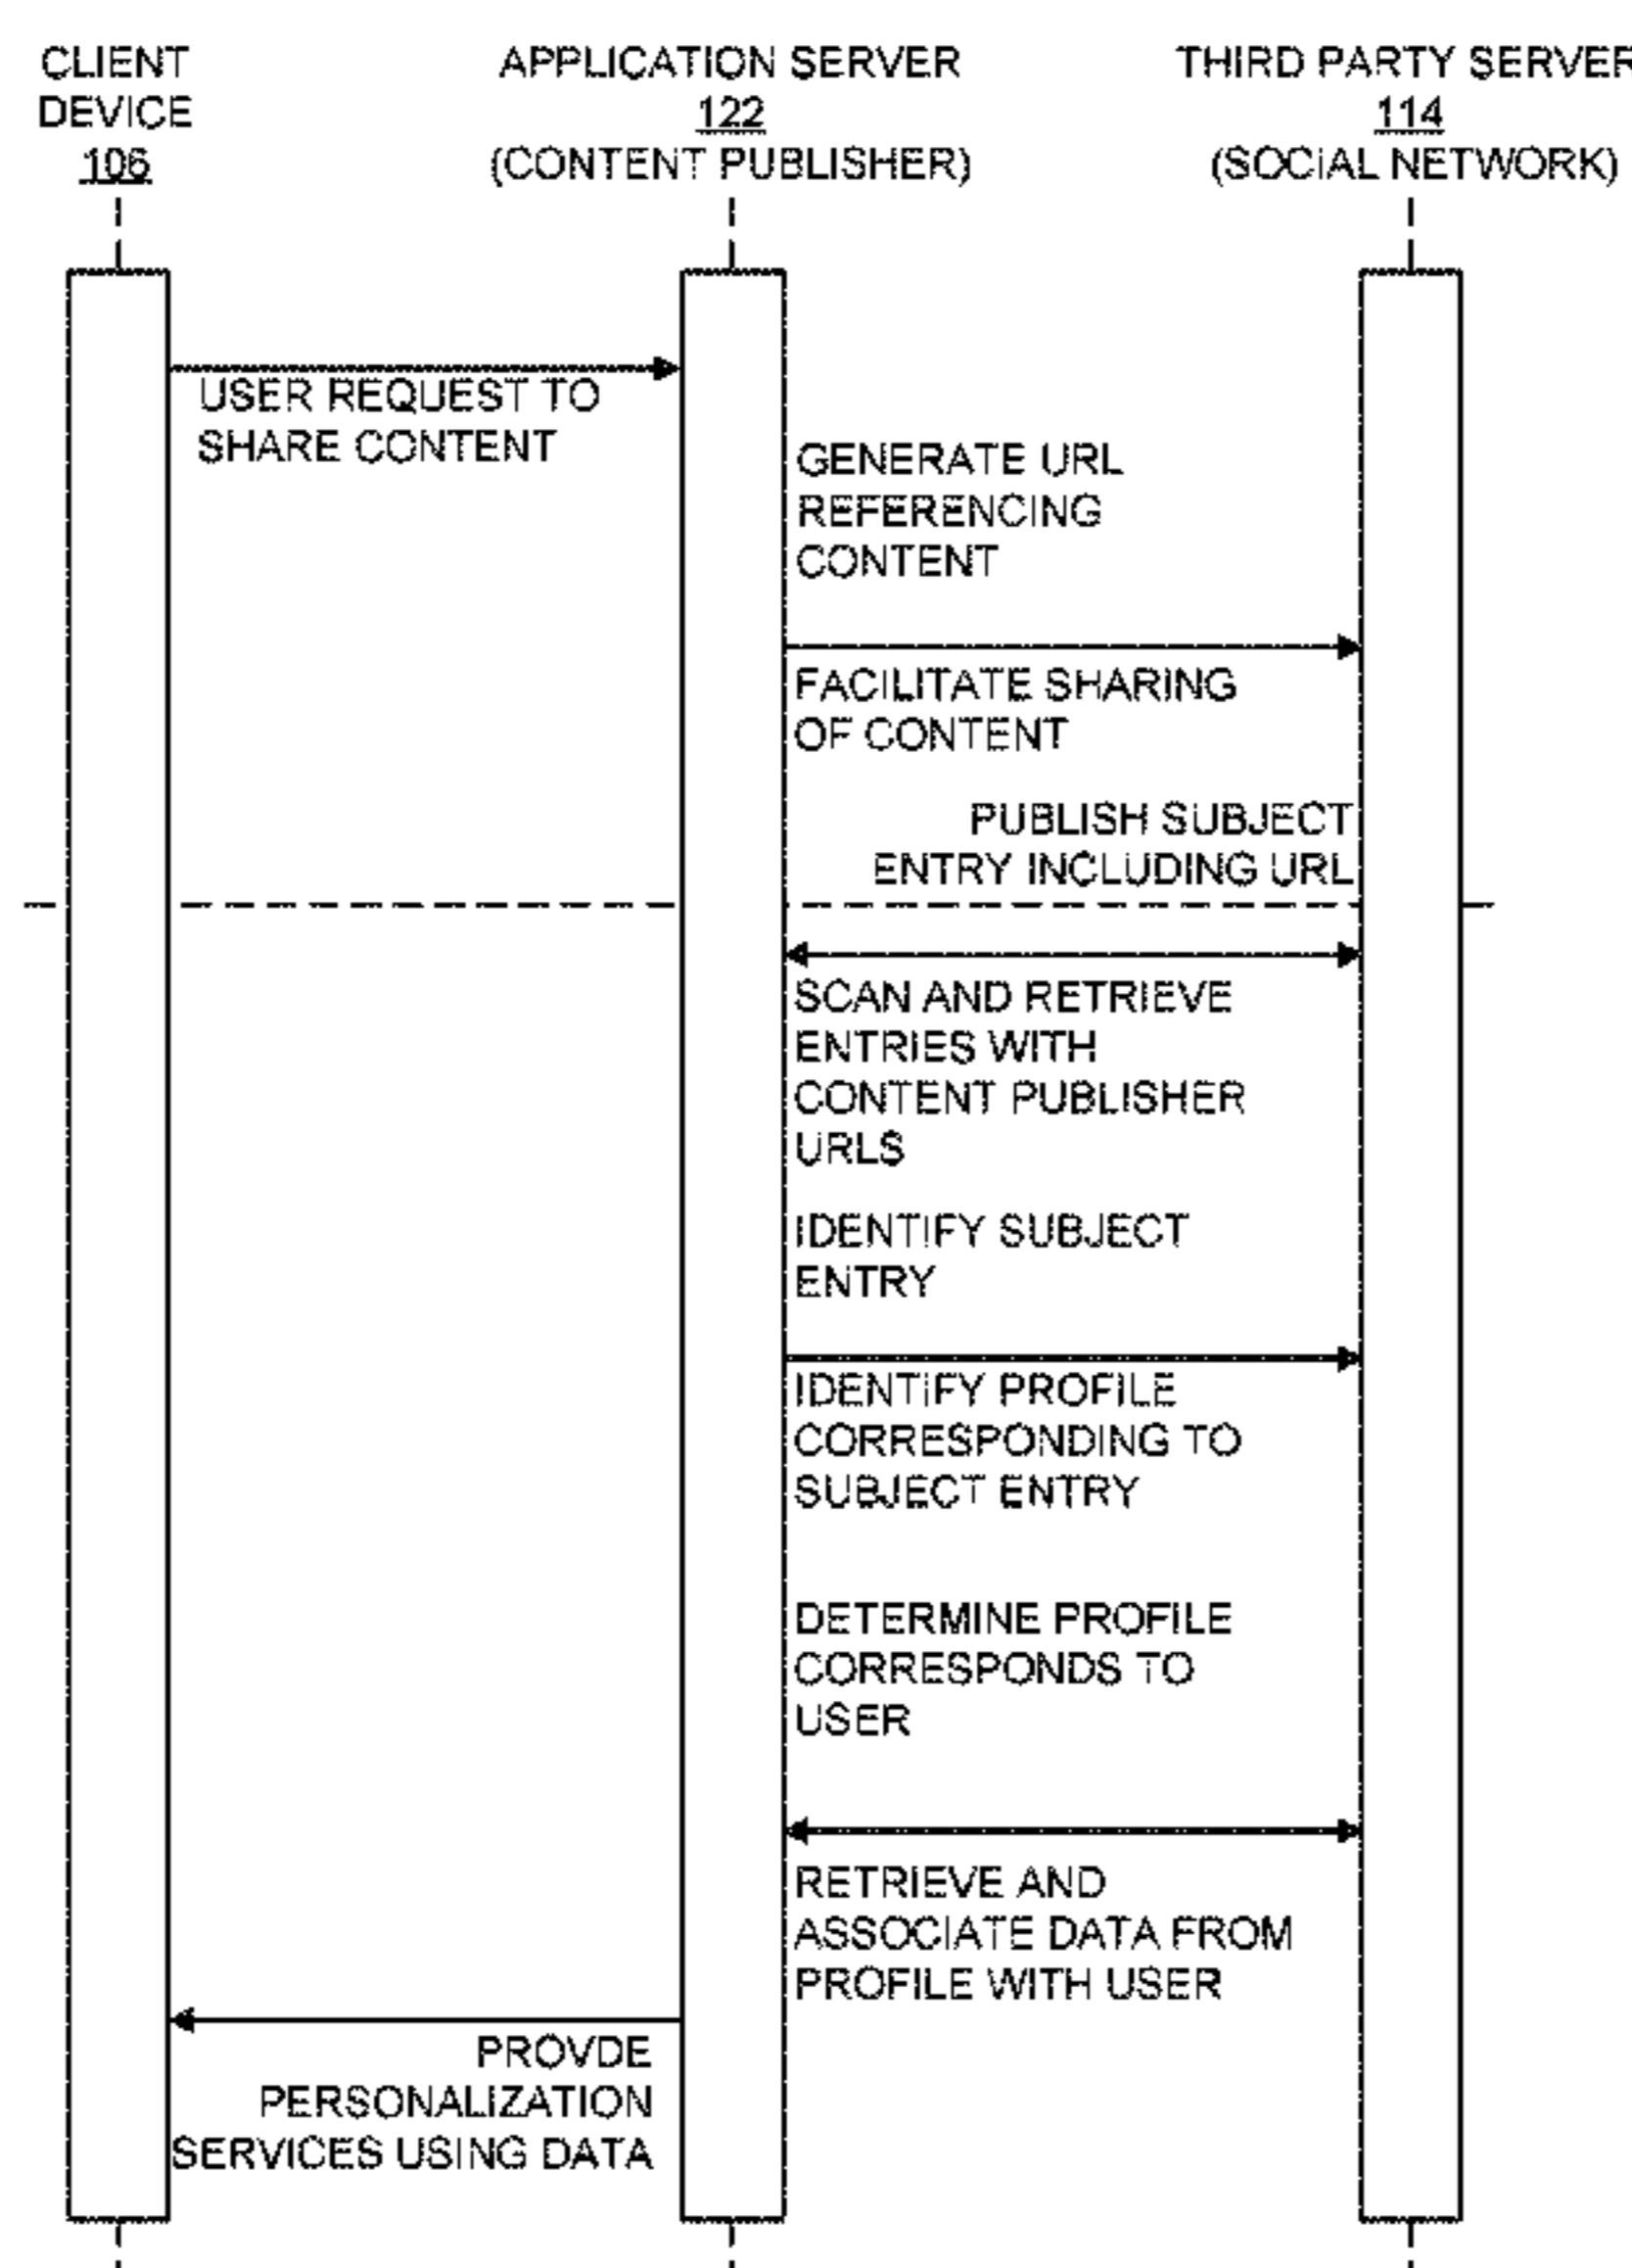 CLIENT
DEVICE
106
APPLICATION SERVER
122
(CONTENT PUBLISHER)
THIRD PARTY SERVER
114
(SOCIAL NETWORK)
USER REQUEST TO
SHARE CONTENT
GENERATE URL
REFERENCING
CONTENT
FACILITATE SHARING
OF CONTENT
PUBLISH SUBJECT
ENTRY INCLUDING URL
SCAN AND RETRIEVE
ENTRIES WITH
CONTENT PUBLISHER
URLS
IDENTIFY SUBJECT
ENTRY
IDENTIFY PROFILE
CORRESPONDING TO
SUBJECT ENTRY
DETERMINE PROFILE
CORRESPONDS TO
USER
RETRIEVE AND
ASSOCIATE DATA FROM
PROFILE WITH USER
PROVDE
PERSONALIZATION
SERVICES USING DATA